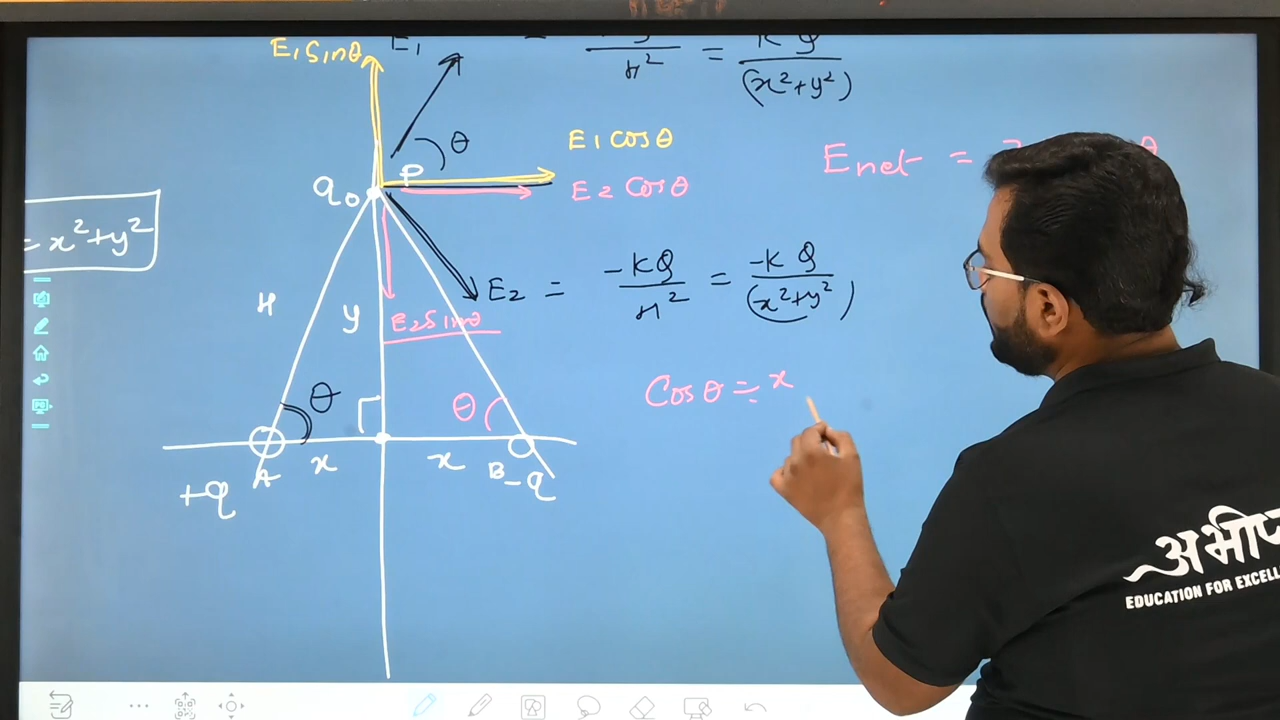 E₁ sinθ
E₁ =
r² = KQ
(x²+y²)
θ
E₁ cosθ
P
q₀
E₂ cosθ
Enet =
θ
= x²+y²
E₂ = -KQ/r² = -KQ/(x²+y²)
r
y
E₂ sinθ
Cosθ = x
θ
θ
x
x
A
B
+q
-q
अभीप
EDUCATION FOR EXCELL